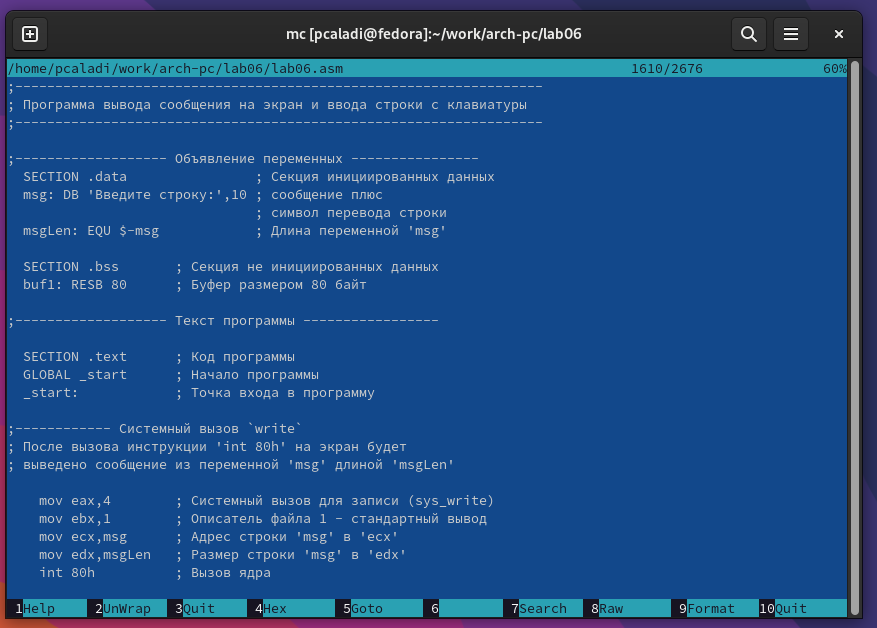 mc [pcaladi@fedora]:~/work/arch-pc/lab06
/home/pcaladi/work/arch-pc/lab06/lab06.asm 1610/2676 60%
;------------------------------------------------------------------
; Программа вывода сообщения на экран и ввода строки с клавиатуры
;------------------------------------------------------------------
;------------------- Объявление переменных ----------------
SECTION .data ; Секция инициированных данных
msg: DB 'Введите строку:',10 ; сообщение плюс
; символ перевода строки
msgLen: EQU $-msg ; Длина переменной 'msg'
SECTION .bss ; Секция не инициированных данных
buf1: RESB 80 ; Буфер размером 80 байт
;------------------- Текст программы -----------------
SECTION .text ; Код программы
GLOBAL _start ; Начало программы
_start: ; Точка входа в программу
;------------ Системный вызов `write`
; После вызова инструкции 'int 80h' на экран будет
; выведено сообщение из переменной 'msg' длиной 'msgLen'
mov eax,4 ; Системный вызов для записи (sys_write)
mov ebx,1 ; Описатель файла 1 - стандартный вывод
mov ecx,msg ; Адрес строки 'msg' в 'ecx'
mov edx,msgLen ; Размер строки 'msg' в 'edx'
int 80h ; Вызов ядра
1Help 2UnWrap 3Quit 4Hex 5Goto 6 7Search 8Raw 9Format 10Quit